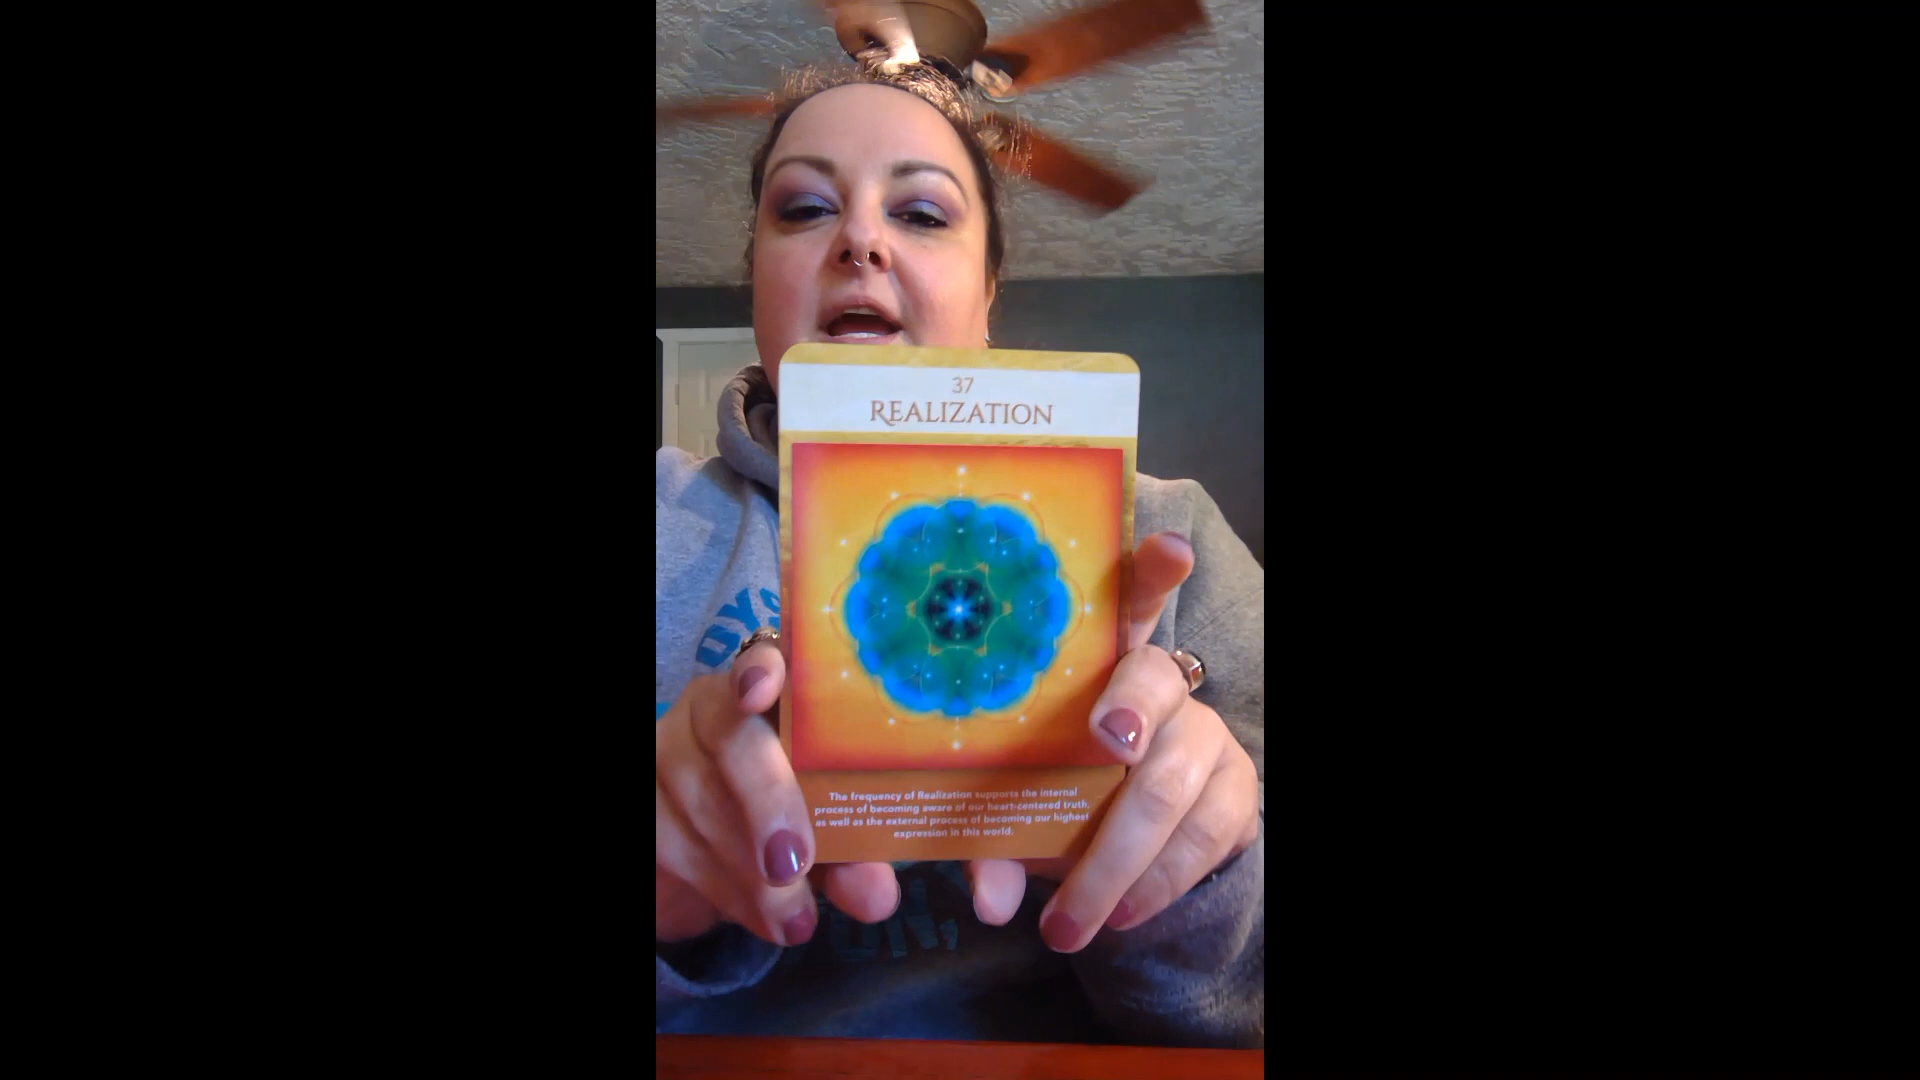 37
REALIZATION
The frequency of Realization supports the internal
process of becoming aware of our heart-centered truth,
as well as the external process of becoming our highest
expression in this world.